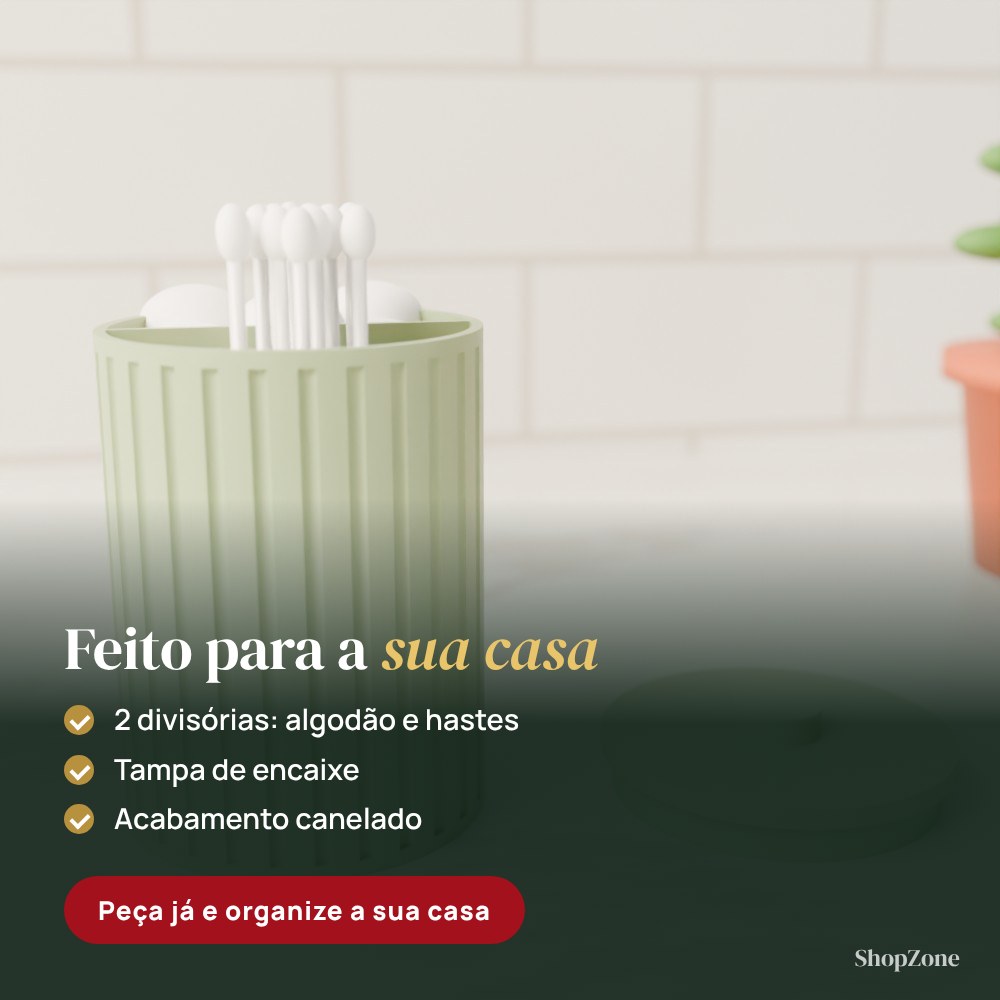 Feito para a sua casa
2 divisórias: algodão e hastes
Tampa de encaixe
Acabamento canelado
Peça já e organize a sua casa
ShopZone